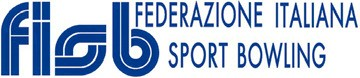 fisb
FEDERAZIONE ITALIANA
SPORT BOWLING